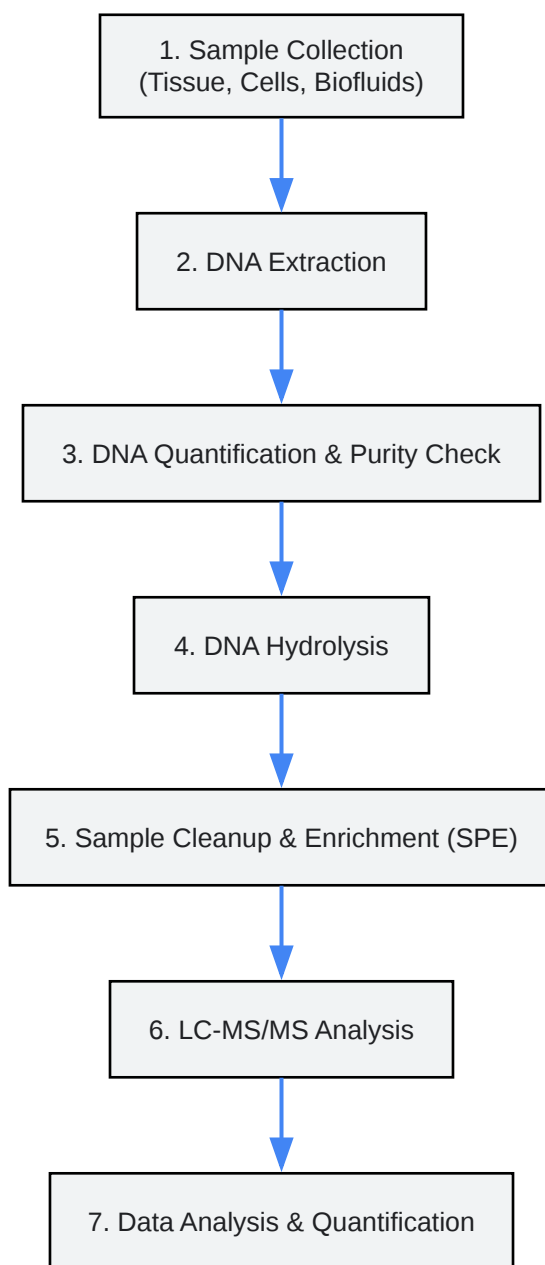 1. Sample Collection
(Tissue, Cells, Biofluids)
2. DNA Extraction
3. DNA Quantification & Purity Check
4. DNA Hydrolysis
5. Sample Cleanup & Enrichment (SPE)
6. LC-MS/MS Analysis
7. Data Analysis & Quantification